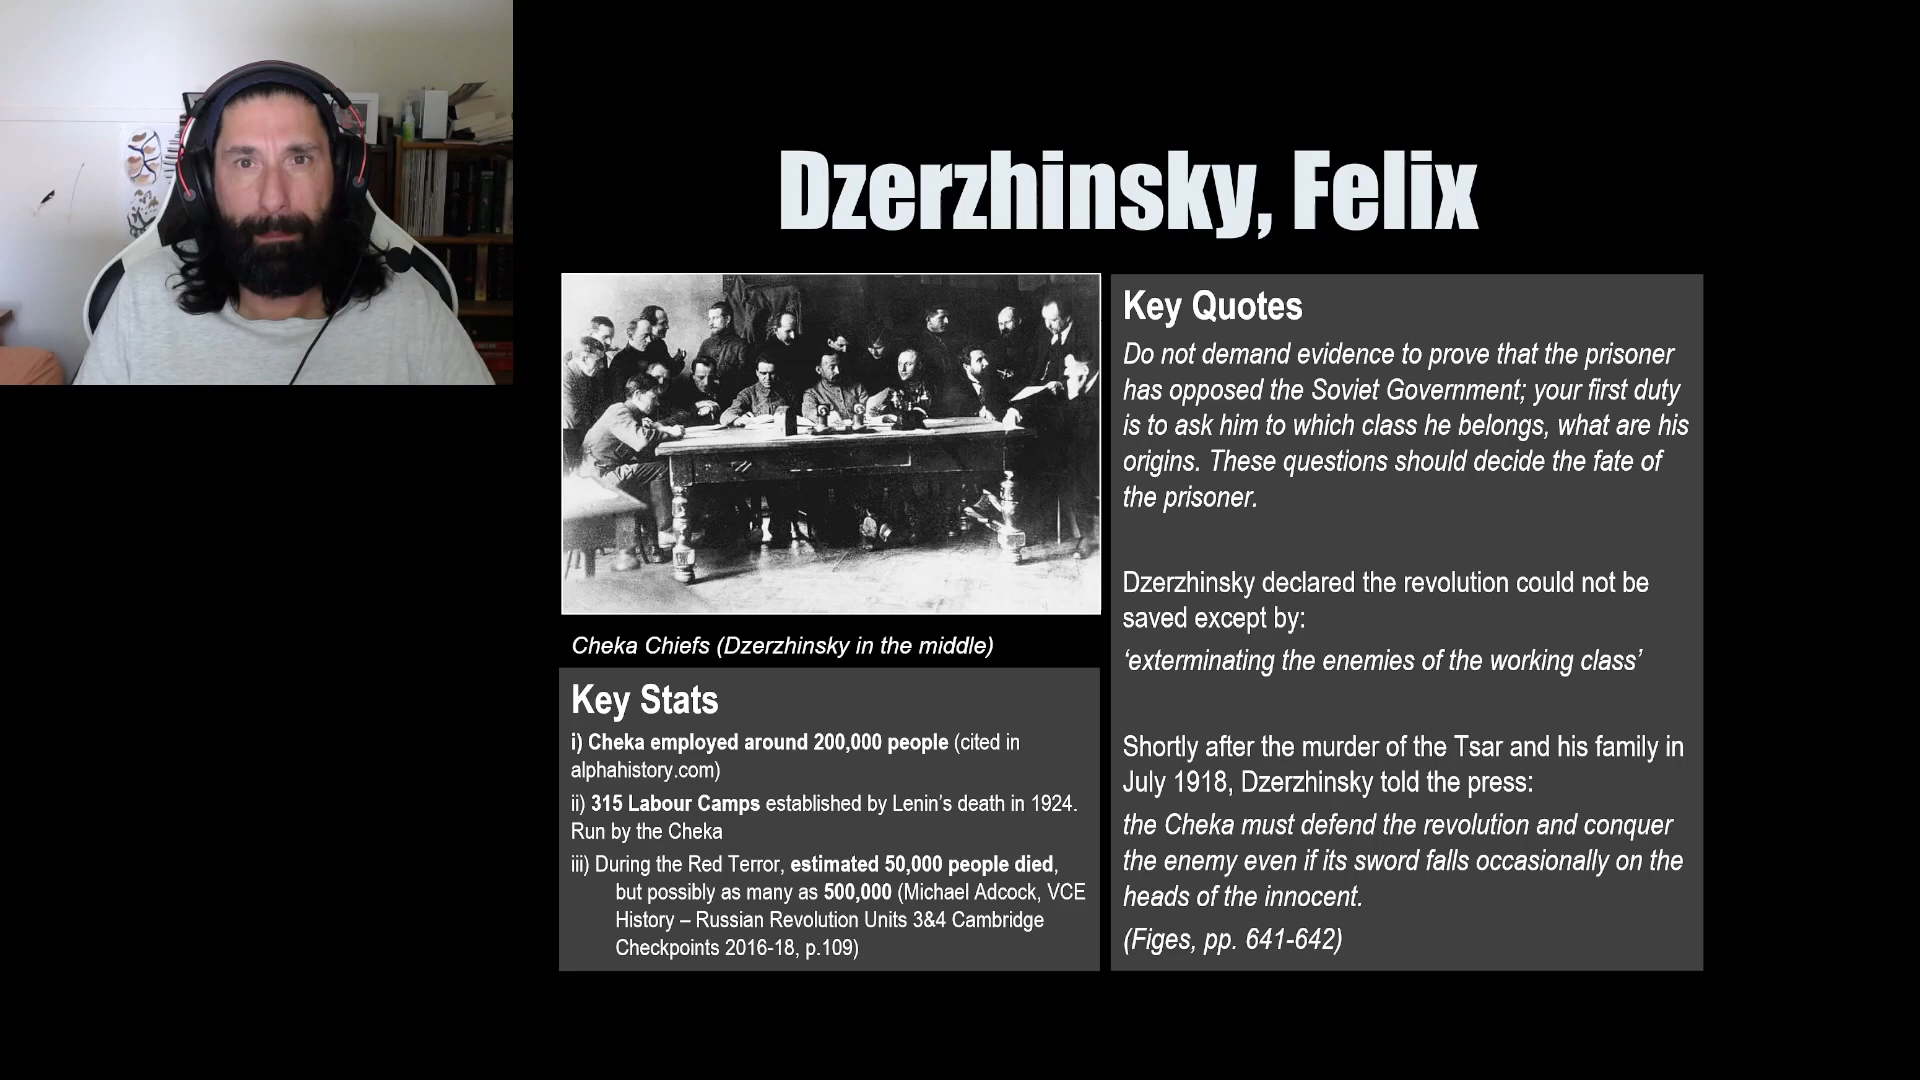 Dzerzhinsky, Felix
Cheka Chiefs (Dzerzhinsky in the middle)
Key Stats
i) Cheka employed around 200,000 people (cited in
alphahistory.com)
ii) 315 Labour Camps established by Lenin's death in 1924.
Run by the Cheka
iii) During the Red Terror, estimated 50,000 people died,
but possibly as many as 500,000 (Michael Adcock, VCE
History – Russian Revolution Units 3&4 Cambridge
Checkpoints 2016-18, p.109)
Key Quotes
Do not demand evidence to prove that the prisoner
has opposed the Soviet Government; your first duty
is to ask him to which class he belongs, what are his
origins. These questions should decide the fate of
the prisoner.
Dzerzhinsky declared the revolution could not be
saved except by:
‘exterminating the enemies of the working class’
Shortly after the murder of the Tsar and his family in
July 1918, Dzerzhinsky told the press:
the Cheka must defend the revolution and conquer
the enemy even if its sword falls occasionally on the
heads of the innocent.
(Figes, pp. 641-642)